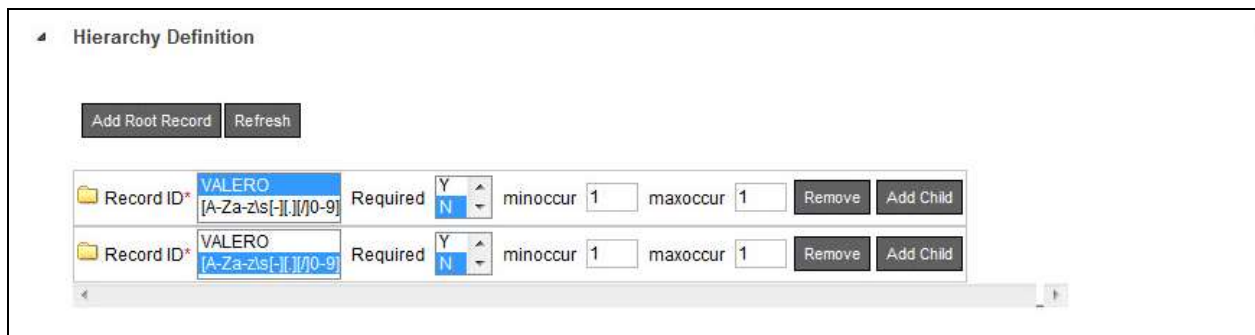 Hierarchy Definition
Add Root Record Refresh
Record ID* VALERO [A-Za-z\s[-][.][/]0-9] Required Y N minoccur 1 maxoccur 1 Remove Add Child
Record ID* VALERO [A-Za-z\s[-][.][/]0-9] Required Y N minoccur 1 maxoccur 1 Remove Add Child